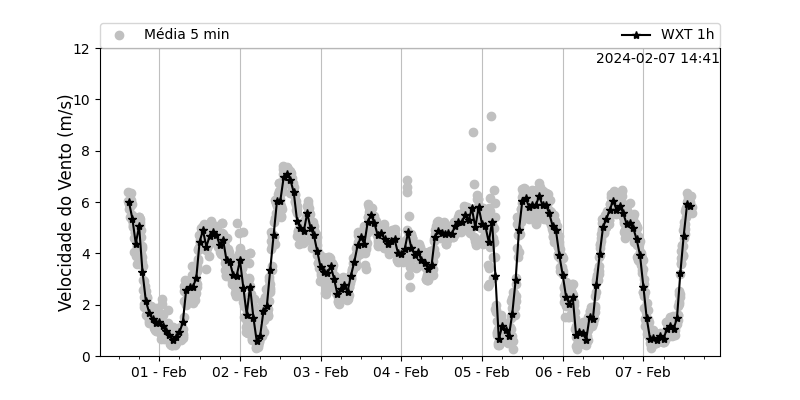 Média 5 min
WXT 1h
2024-02-07 14:41
Velocidade do Vento (m/s)
12
10
8
6
4
2
0
01 - Feb
02 - Feb
03 - Feb
04 - Feb
05 - Feb
06 - Feb
07 - Feb